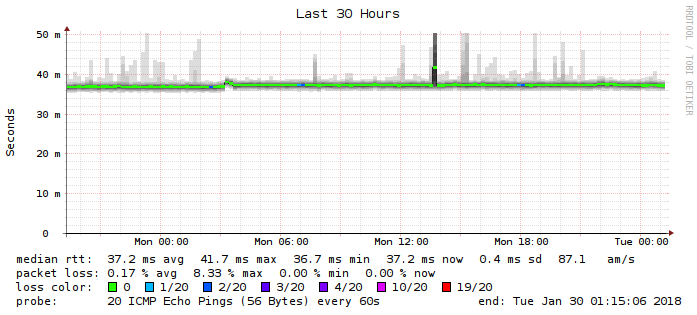 Last 30 Hours
RRDTOOL / TOBI OETIKER
Seconds
50 m
40 m
30 m
20 m
10 m
0
Mon 00:00 Mon 06:00 Mon 12:00 Mon 18:00 Tue 00:00
median rtt: 37.2 ms avg 41.7 ms max 36.7 ms min 37.2 ms now 0.4 ms sd 87.1 am/s
packet loss: 0.17 % avg 8.33 % max 0.00 % min 0.00 % now
loss color: 0 1/20 2/20 3/20 4/20 10/20 19/20
probe: 20 ICMP Echo Pings (56 Bytes) every 60s end: Tue Jan 30 01:15:06 2018